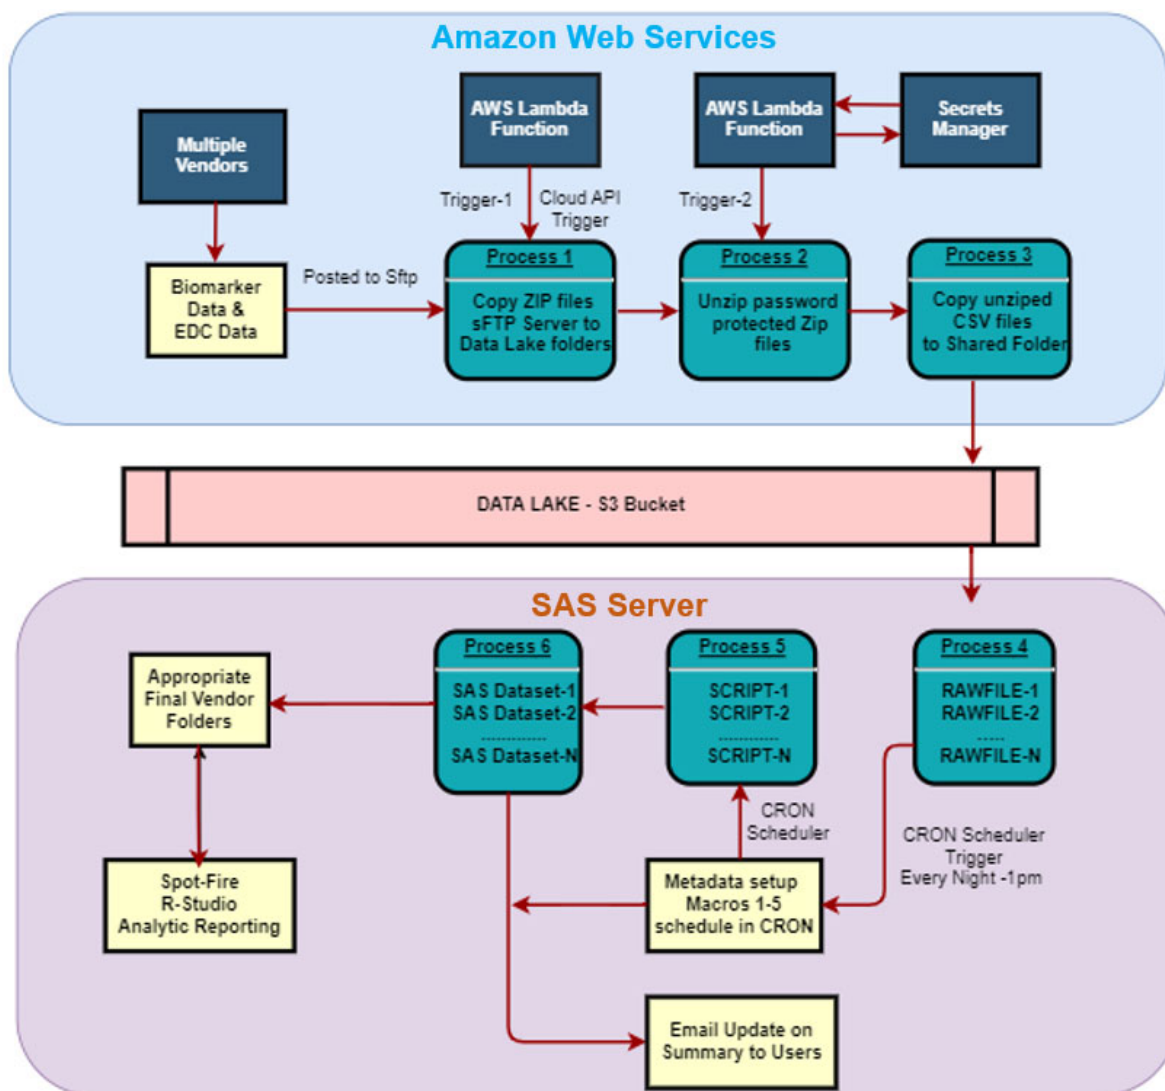 Amazon Web Services
Multiple
Vendors
AWS Lambda
Function
AWS Lambda
Function
Secrets
Manager
Trigger-1
Cloud API
Trigger
Trigger-2
Biomarker
Data &
EDC Data
Posted to Sftp
Process 1
Copy ZIP files
sFTP Server to
Data Lake folders
Process 2
Unzip password
protected Zip
files
Process 3
Copy unziped
CSV files
to Shared Folder
DATA LAKE - S3 Bucket
SAS Server
Appropriate
Final Vendor
Folders
Process 6
SAS Dataset-1
SAS Dataset-2
.............
SAS Dataset-N
Process 5
SCRIPT-1
SCRIPT-2
............
SCRIPT-N
Process 4
RAWFILE-1
RAWFILE-2
.....
RAWFILE-N
CRON
Scheduler
CRON Scheduler
Trigger
Every Night -1pm
Spot-Fire
R-Studio
Analytic Reporting
Metadada setup
Macros 1-5
schedule in CRON
Email Update on
Summary to Users